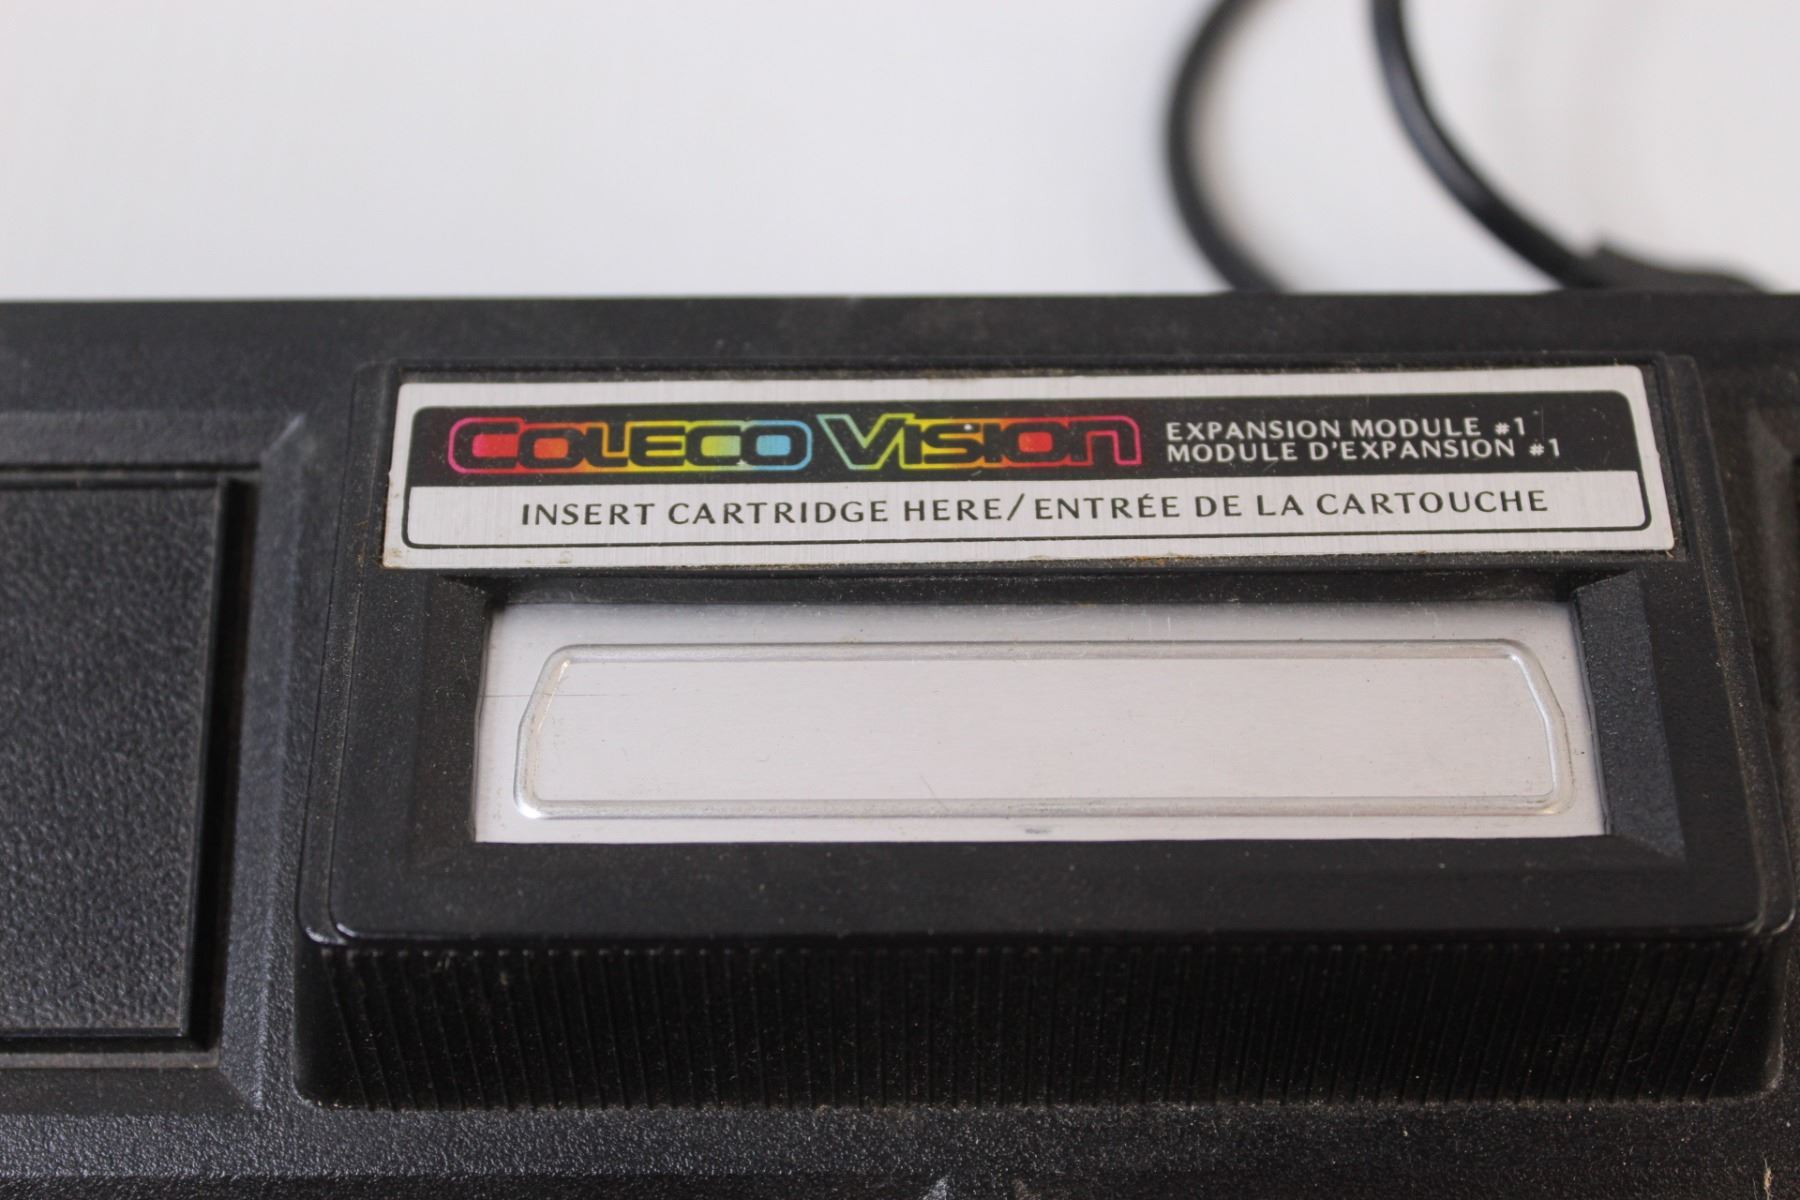 COLECOVISION EXPANSION MODULE #1
MODULE D'EXPANSION #1
INSERT CARTRIDGE HERE/ENTRÉE DE LA CARTOUCHE